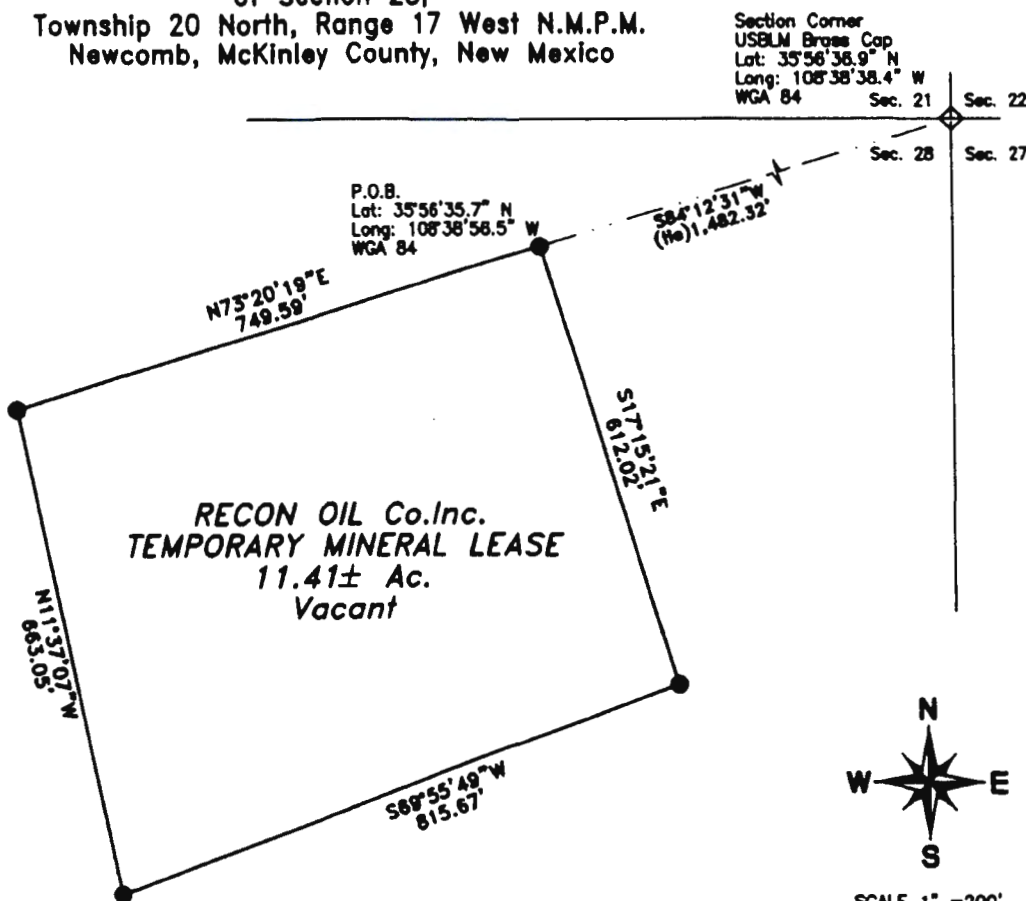 Township 20 North, Range 17 West N.M.P.M.
Newcomb, McKinley County, New Mexico
Section Corner
USBLM Brass Cap
Lat: 35°56'36.9" N
Long: 108°38'38.4" W
WGA 84
Sec. 21
Sec. 22
Sec. 28
Sec. 27
P.O.B.
Lat: 35°56'35.7" N
Long: 108°38'56.5" W
WGA 84
S84°12'31"W
(tie)1,482.32'
N73°20'19"E
749.59'
S17°15'21"E
612.02'
RECON OIL Co.Inc.
TEMPORARY MINERAL LEASE
11.41± Ac.
Vacant
N11°37'07"W
663.05'
S69°55'49"W
815.67'
N
W
E
S
SCALE 1" =200'